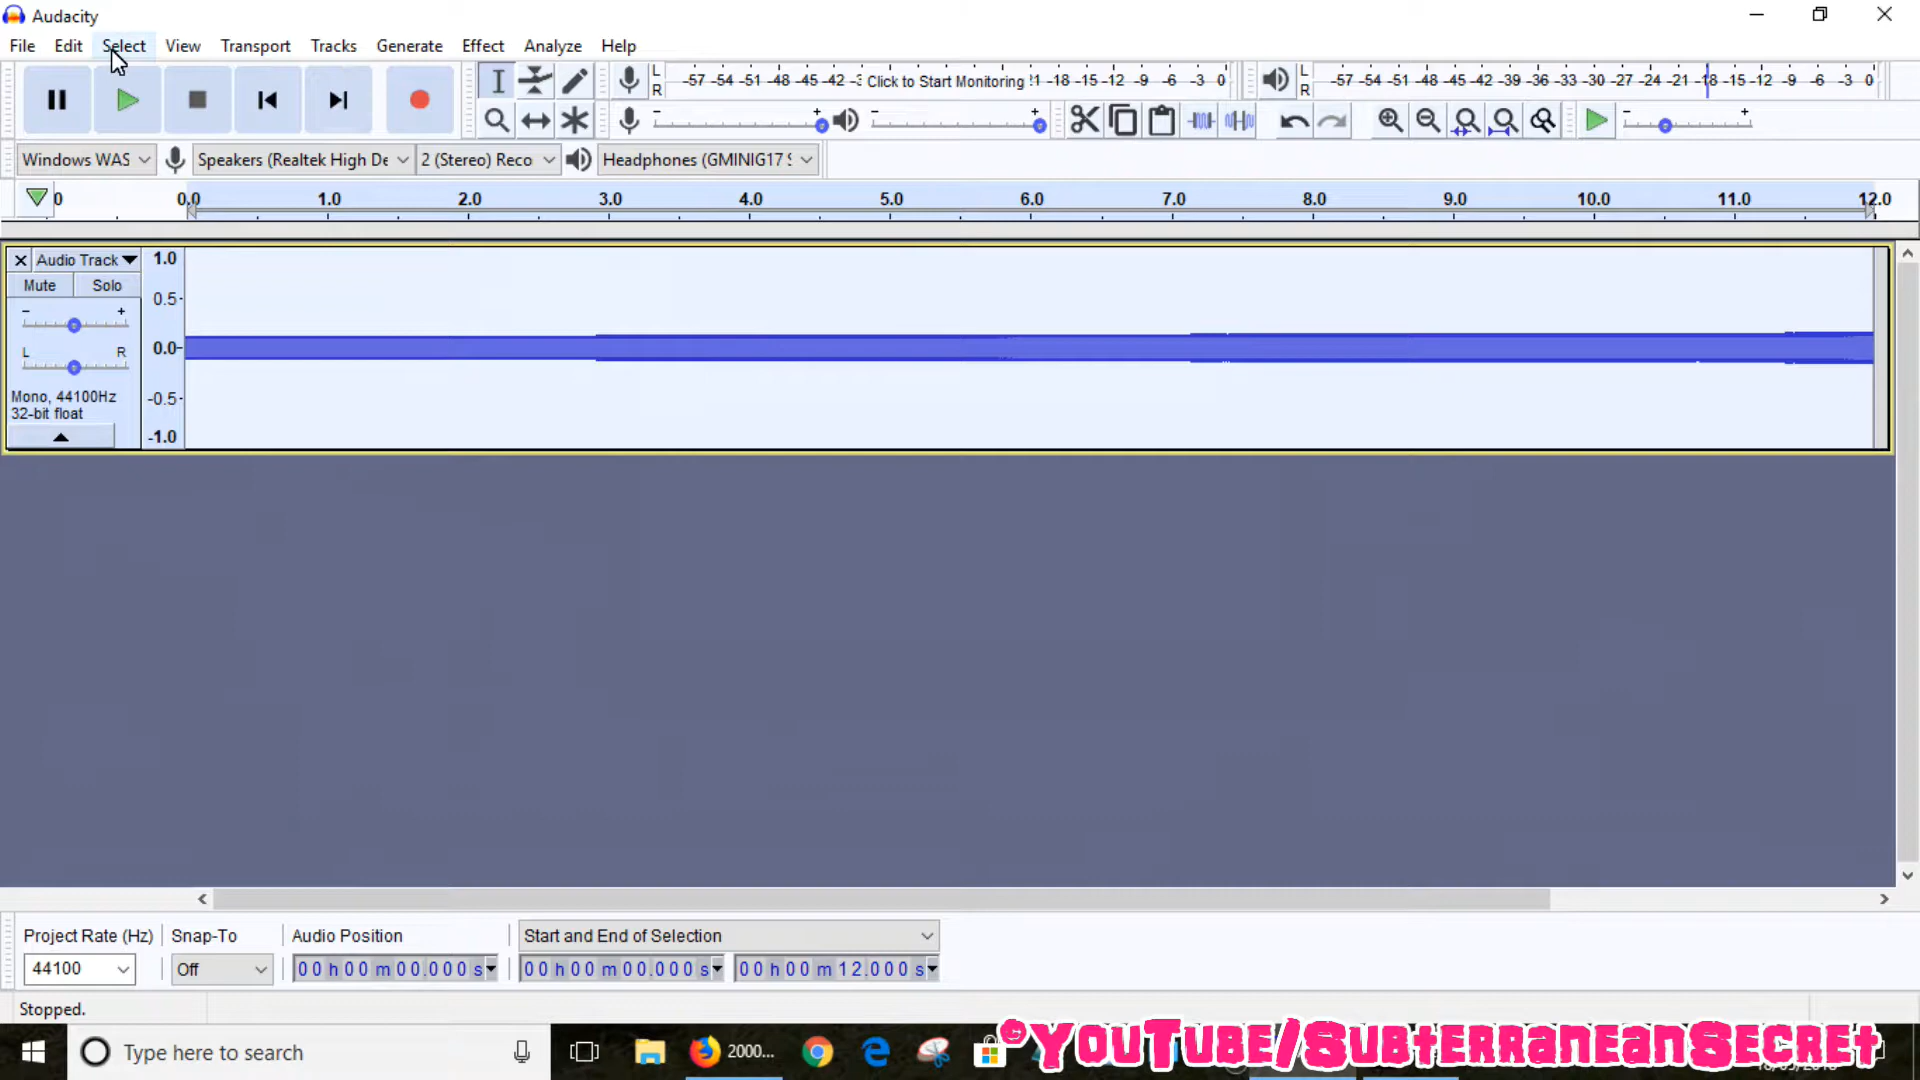 Audacity
File Edit Select View Transport Tracks Generate Effect Analyze Help
L R -57 -54 -51 -48 -45 -42 Click to Start Monitoring -18 -15 -12 -9 -6 -3 0 L R -57 -54 -51 -48 -45 -42 -39 -36 -33 -30 -27 -24 -21 -18 -15 -12 -9 -6 -3 0
- + - + - +
Windows WAS Speakers (Realtek High De 2 (Stereo) Reco Headphones (GMINIG17
0 0.0 1.0 2.0 3.0 4.0 5.0 6.0 7.0 8.0 9.0 10.0 11.0 12.0
Audio Track 1.0
Mute Solo
- + 0.5
L R 0.0
Mono, 44100Hz -0.5
32-bit float
-1.0
Project Rate (Hz) Snap-To Audio Position Start and End of Selection
44100 Off 00 h 00 m 00.000 s 00 h 00 m 00.000 s 00 h 00 m 12.000 s
Stopped.
Type here to search 2000... ©YouTube/SubterraneanSecret